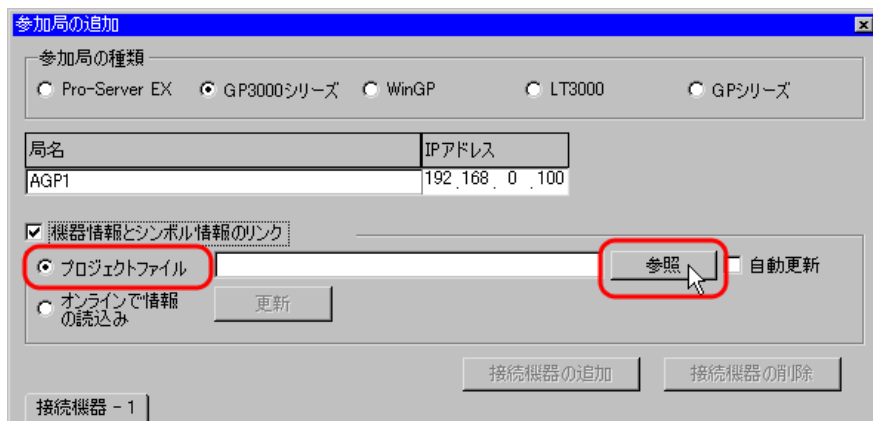 参加局の追加
参加局の種類
Pro-Server EX GP3000シリーズ WinGP LT3000 GPシリーズ
局名 IPアドレス
AGP1 192.168.0.100
機器情報とシンボル情報のリンク
プロジェクトファイル 参照 自動更新
オンラインで情報
の読込み 更新
接続機器の追加 接続機器の削除
接続機器 - 1